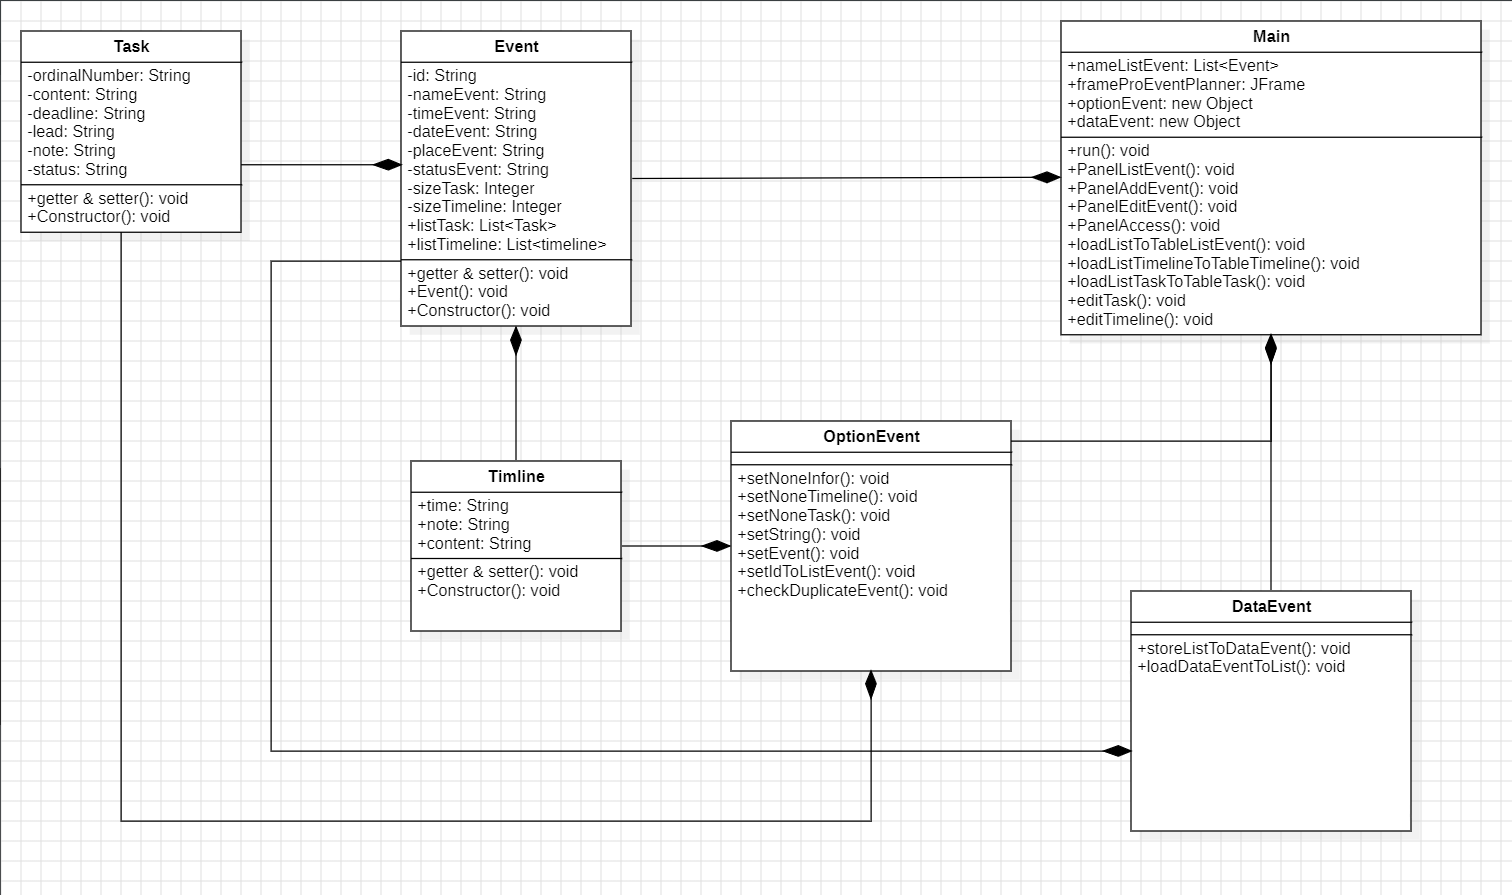 Task
-ordinalNumber: String
-content: String
-deadline: String
-lead: String
-note: String
-status: String
+getter & setter(): void
+Constructor(): void
Event
-id: String
-nameEvent: String
-timeEvent: String
-dateEvent: String
-placeEvent: String
-statusEvent: String
-sizeTask: Integer
-sizeTimeline: Integer
+listTask: List<Task>
+listTimeline: List<timeline>
+getter & setter(): void
+Event(): void
+Constructor(): void
Main
+nameListEvent: List<Event>
+frameProEventPlanner: JFrame
+optionEvent: new Object
+dataEvent: new Object
+run(): void
+PanelListEvent(): void
+PanelAddEvent(): void
+PanelEditEvent(): void
+PanelAccess(): void
+loadListToTableListEvent(): void
+loadListTimelineToTableTimeline(): void
+loadListTaskToTableTask(): void
+editTask(): void
+editTimeline(): void
Timline
+time: String
+note: String
+content: String
+getter & setter(): void
+Constructor(): void
OptionEvent
+setNoneInfor(): void
+setNoneTimeline(): void
+setNoneTask(): void
+setString(): void
+setEvent(): void
+setIdToListEvent(): void
+checkDuplicateEvent(): void
DataEvent
+storeListToDataEvent(): void
+loadDataEventToList(): void